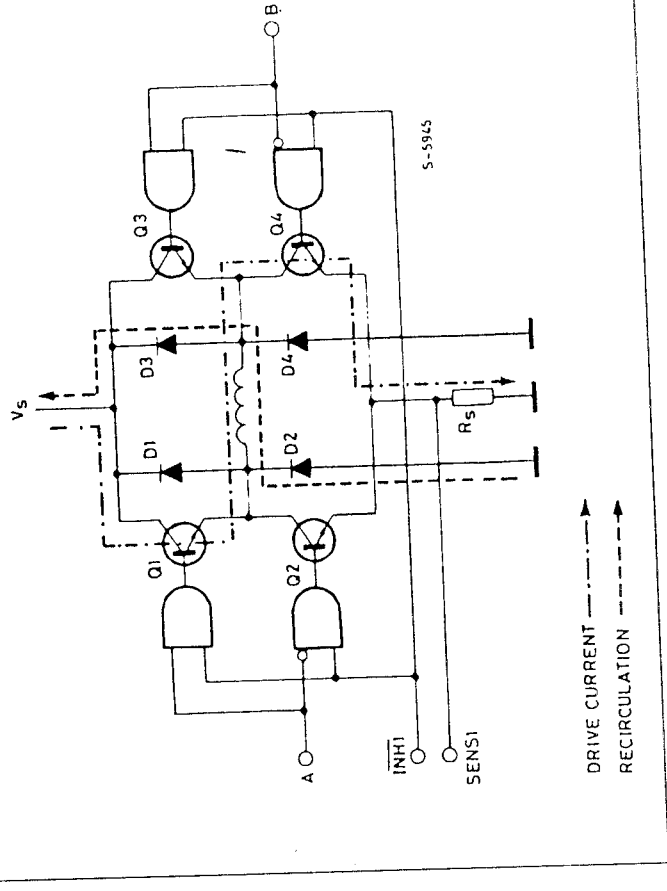 Vs
B
Q3
D1
D3
Q1
Q4
S-5945
D2
D4
Q2
A
Rs
INH1
SENS1
DRIVE CURRENT
RECIRCULATION